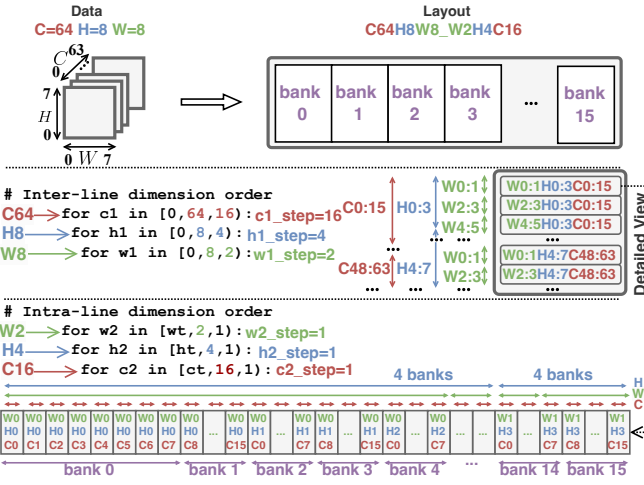 Data
C=64 H=8 W=8
C
63
0
7
H
0
0 W 7
Layout
C64H8W8_W2H4C16
bank 0
bank 1
bank 2
bank 3
...
bank 15
# Inter-line dimension order
C64 for c1 in [0,64,16): c1_step=16
H8 for h1 in [0,8,4): h1_step=4
W8 for w1 in [0,8,2): w1_step=2
C0:15 H0:3 W0:1
W2:3
W4:5
... ... ...
C48:63 H4:7 W0:1
W2:3
... ... ...
W0:1H0:3C0:15
W2:3H0:3C0:15
W4:5H0:3C0:15
...
W0:1H4:7C48:63
W2:3H4:7C48:63
...
Detailed View
# Intra-line dimension order
W2 for w2 in [wt,2,1): w2_step=1
H4 for h2 in [ht,4,1): h2_step=1
C16 for c2 in [ct,16,1): c2_step=1
4 banks 4 banks H
W
C
W0 W0 W0 W0 W0 W0 W0 W0 W0 W0 W0 W0 W0 W0 W0 W0 W1 W1 W1 W1
H0 H0 H0 H0 H0 H0 H0 H0 H0 ... H0 H1 ... H1 H1 ... H1 H2 ... H2 ... H3 ... H3 H3 ... H3
C0 C1 C2 C3 C4 C5 C6 C7 C8 C15 C0 C7 C8 C15 C0 C7 C0 C7 C8 C15
bank 0 bank 1 bank 2 bank 3 bank 4 ... bank 14 bank 15